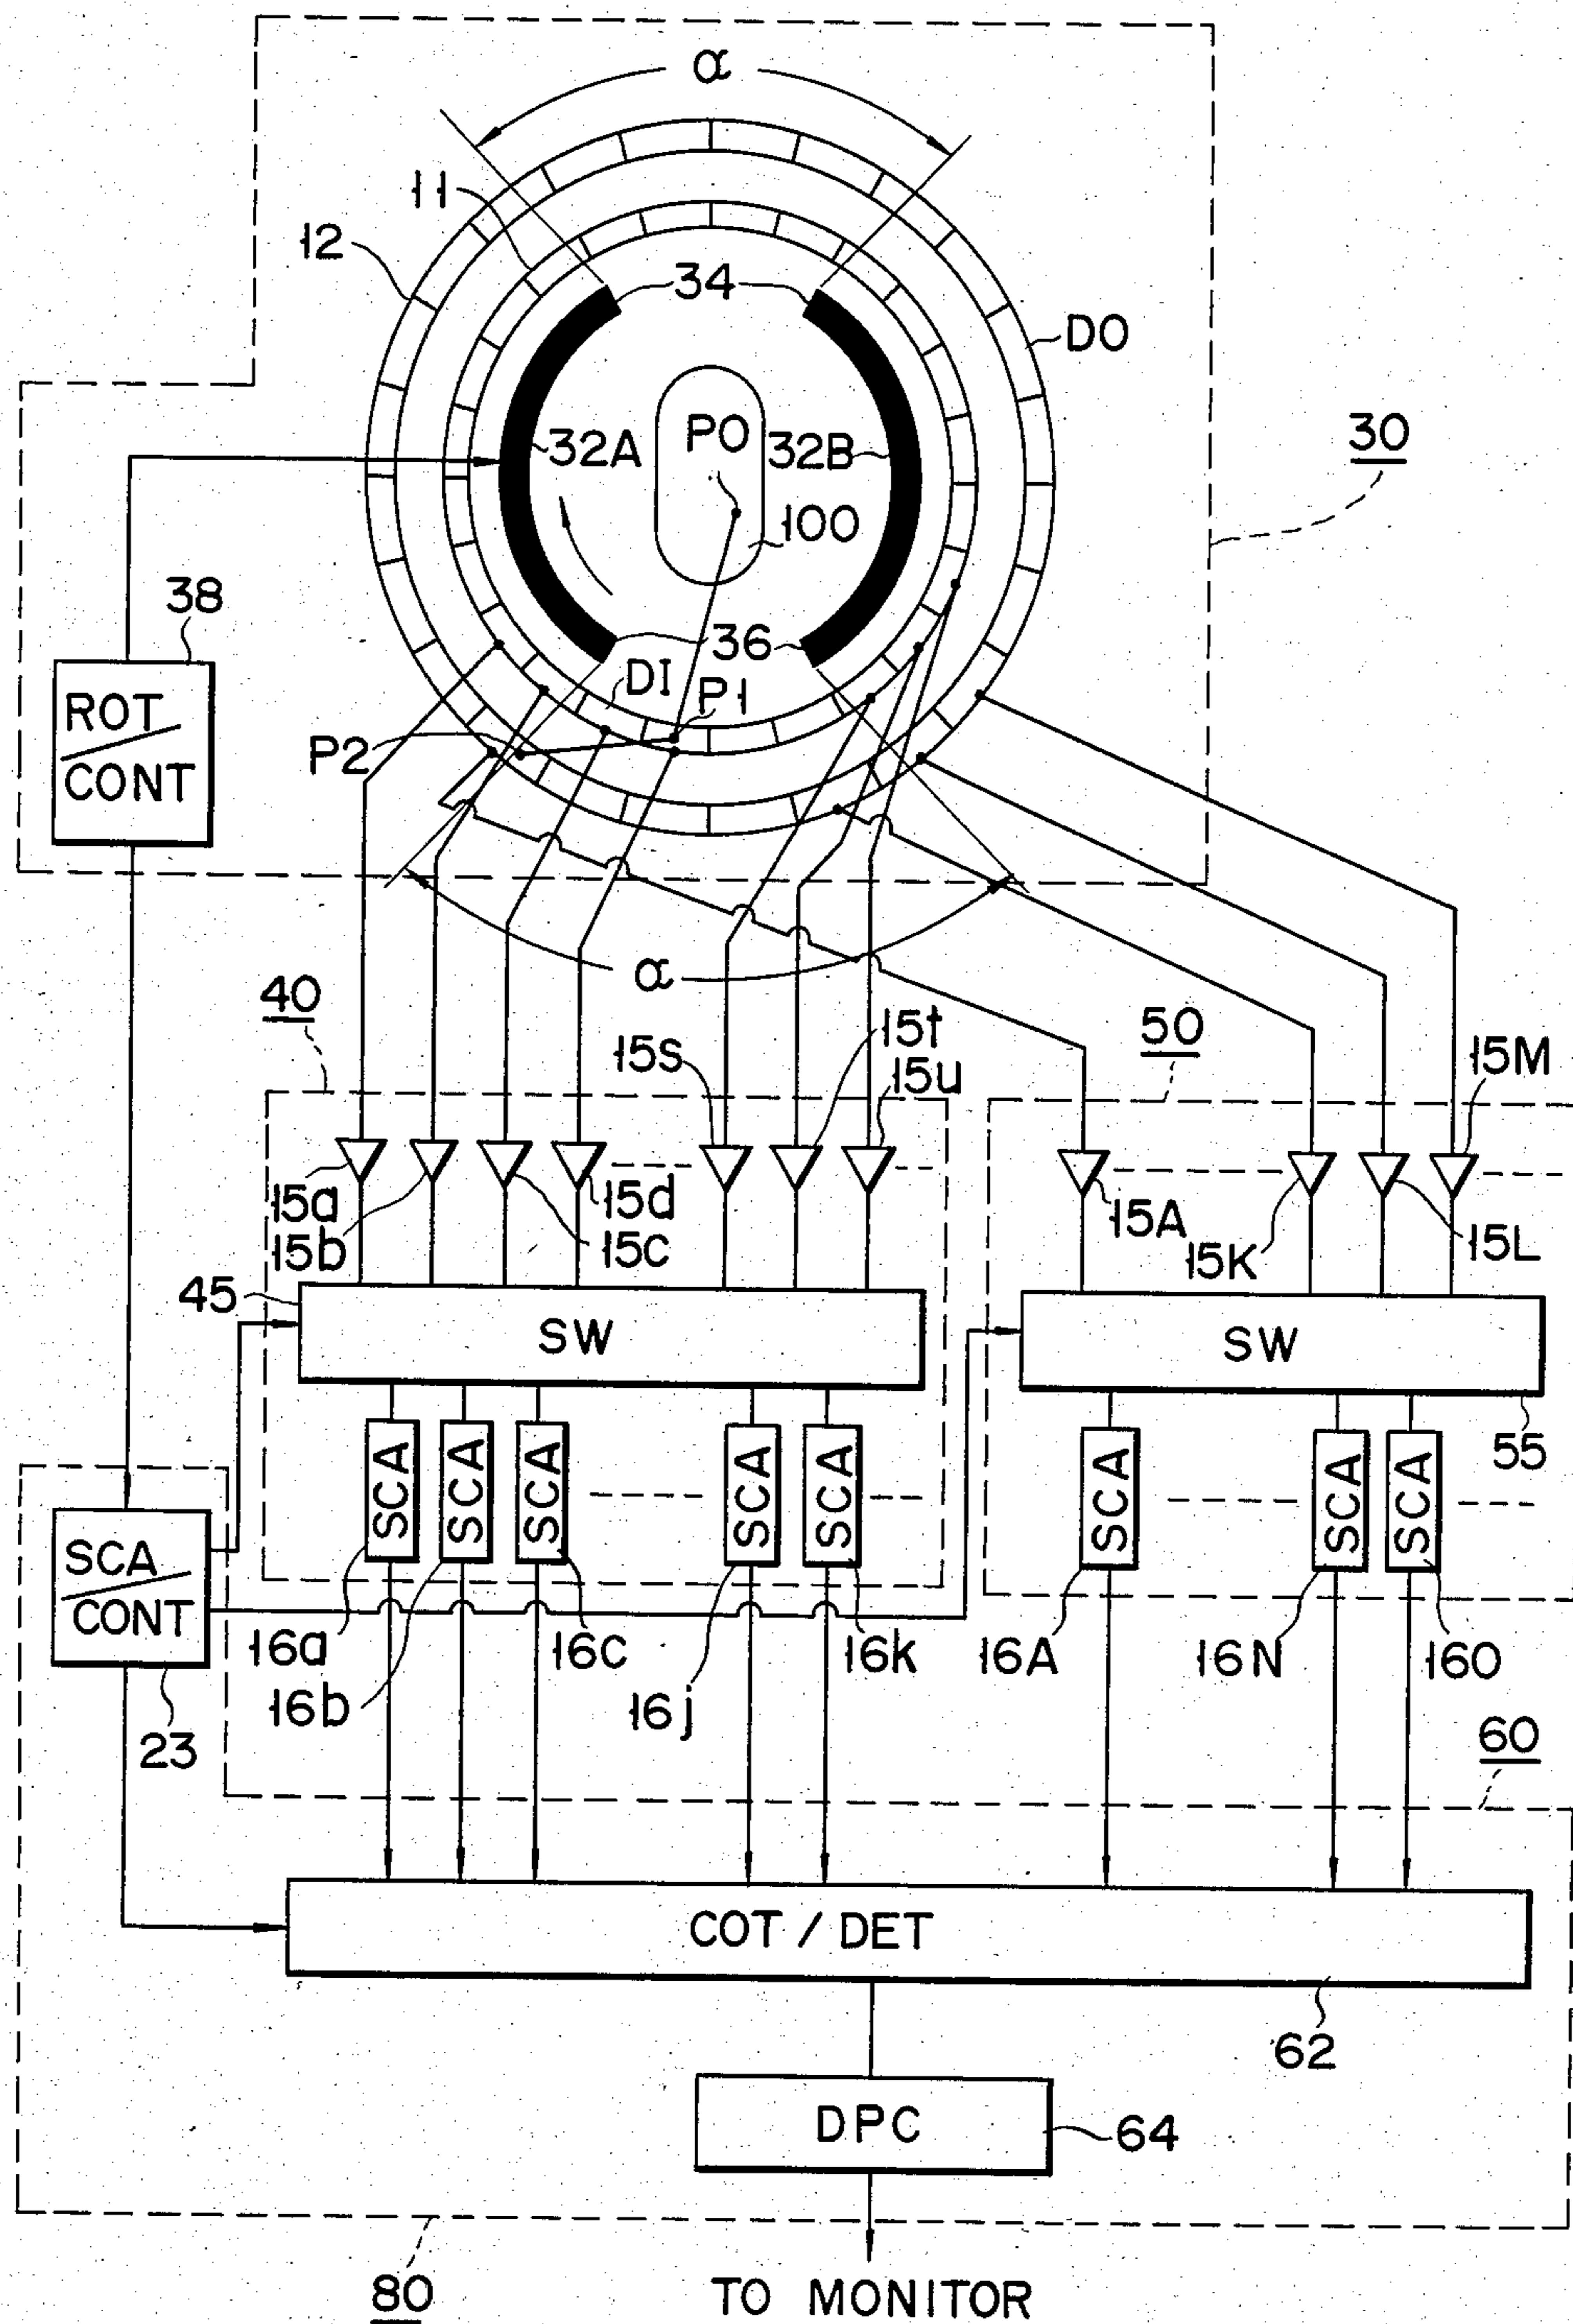 α
11
12
34
DO
32A
PO
32B
30
100
38
ROT
CONT
36
DI
P1
P2
α
40
50
15s
15t
15u
15M
15a
15b
15c
15d
15A
15K
15L
45
SW
SW
55
SCA
SCA
SCA
SCA
SCA
SCA
SCA
SCA
SCA
CONT
16a
16b
16c
16j
16k
16A
16N
16O
23
60
COT / DET
62
DPC
64
80
TO MONITOR